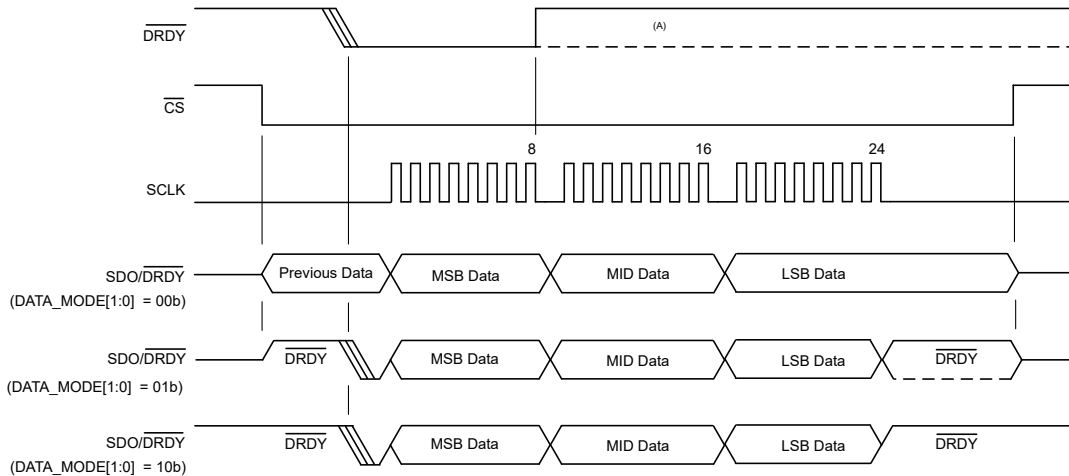 DRDY
(A)
CS
8 16 24
SCLK
SDO/DRDY
(DATA_MODE[1:0] = 00b)
Previous Data MSB Data MID Data LSB Data
SDO/DRDY
(DATA_MODE[1:0] = 01b)
DRDY MSB Data MID Data LSB Data DRDY
SDO/DRDY
(DATA_MODE[1:0] = 10b)
DRDY MSB Data MID Data LSB Data DRDY